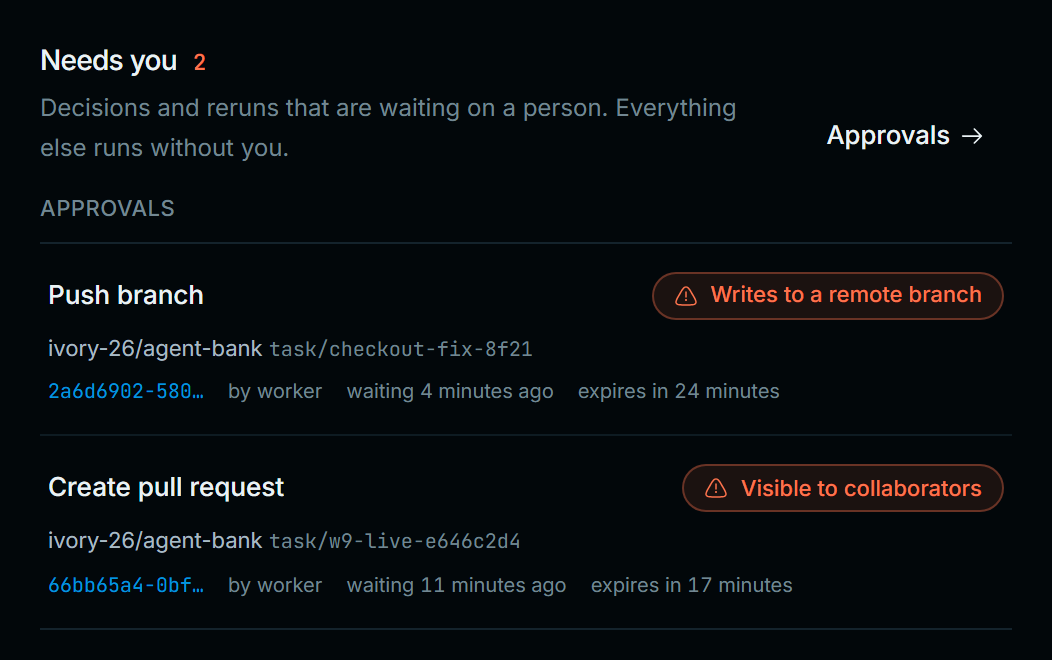 Needs you 2
Decisions and reruns that are waiting on a person. Everything
else runs without you.
Approvals →
APPROVALS
Push branch
Writes to a remote branch
ivory-26/agent-bank task/checkout-fix-8f21
2a6d6902-580… by worker waiting 4 minutes ago expires in 24 minutes
Create pull request
Visible to collaborators
ivory-26/agent-bank task/w9-live-e646c2d4
66bb65a4-0bf… by worker waiting 11 minutes ago expires in 17 minutes